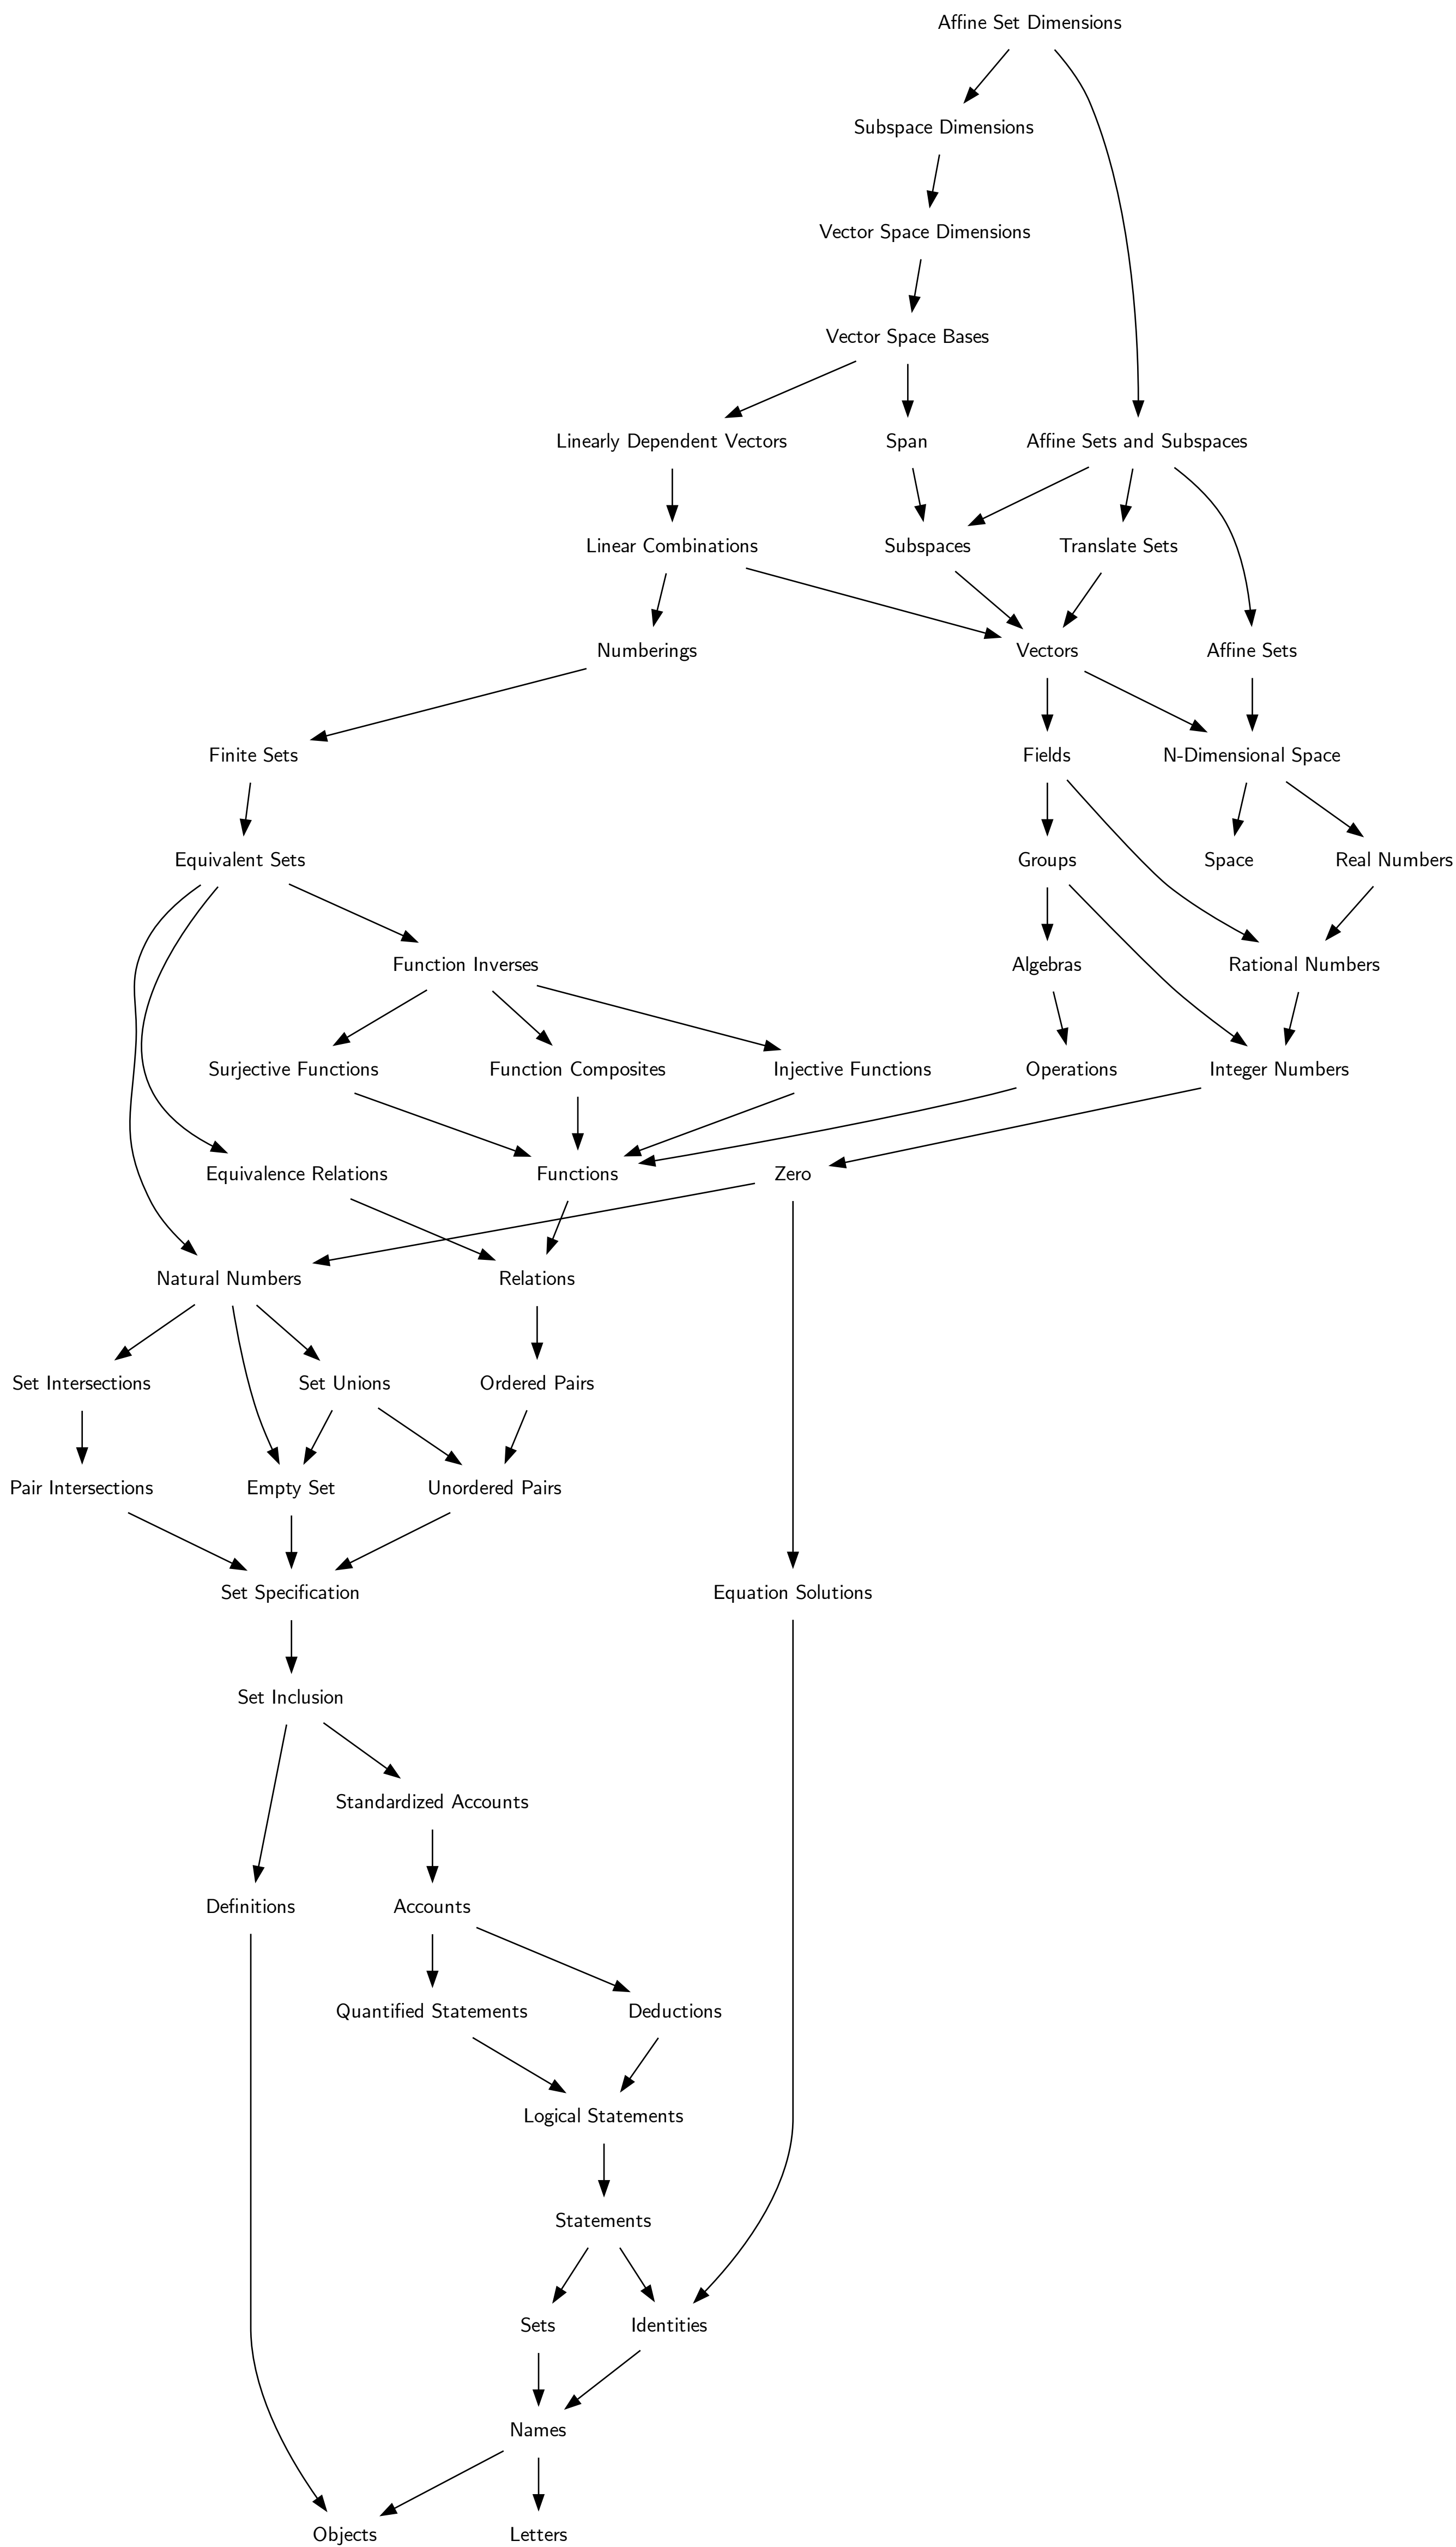 Affine Set Dimensions
Subspace Dimensions
Vector Space Dimensions
Vector Space Bases
Linearly Dependent Vectors
Span
Affine Sets and Subspaces
Linear Combinations
Subspaces
Translate Sets
Numberings
Vectors
Affine Sets
Finite Sets
Fields
N-Dimensional Space
Equivalent Sets
Groups
Space
Real Numbers
Function Inverses
Algebras
Rational Numbers
Surjective Functions
Function Composites
Injective Functions
Operations
Integer Numbers
Equivalence Relations
Functions
Zero
Natural Numbers
Relations
Set Intersections
Set Unions
Ordered Pairs
Pair Intersections
Empty Set
Unordered Pairs
Set Specification
Equation Solutions
Set Inclusion
Standardized Accounts
Definitions
Accounts
Quantified Statements
Deductions
Logical Statements
Statements
Sets
Identities
Names
Objects
Letters